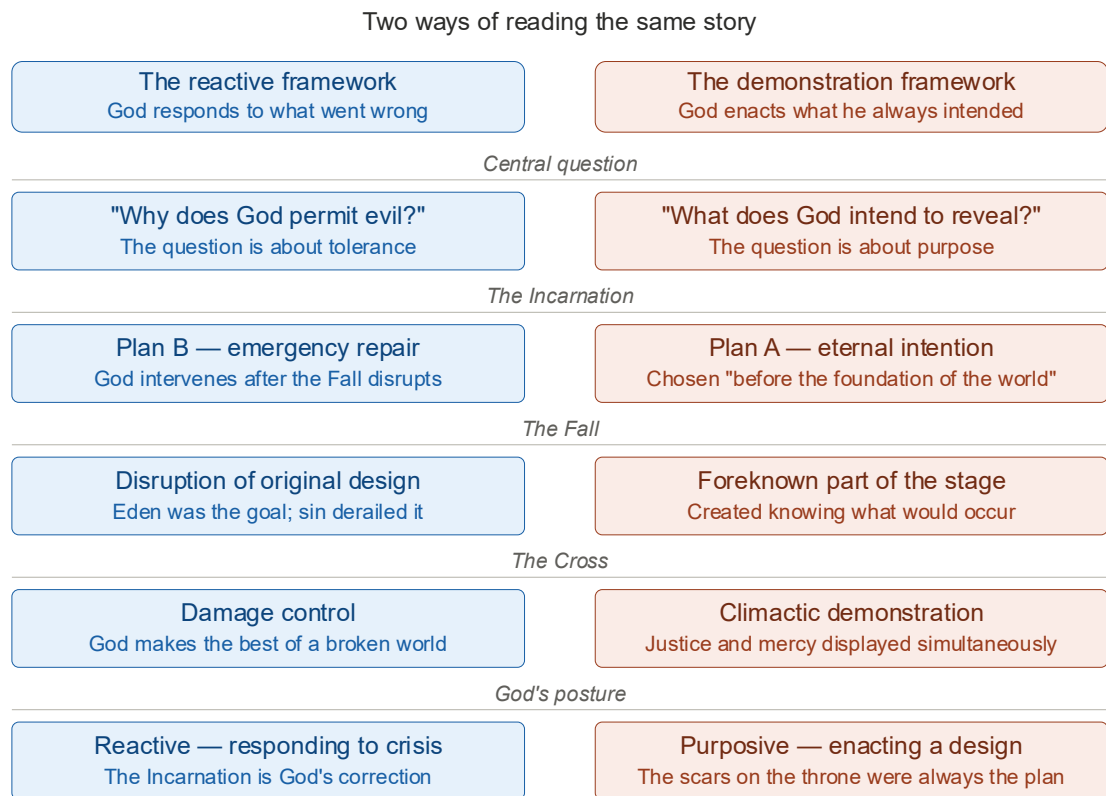 Two ways of reading the same story
The reactive framework
God responds to what went wrong
The demonstration framework
God enacts what he always intended
Central question
"Why does God permit evil?"
The question is about tolerance
"What does God intend to reveal?"
The question is about purpose
The Incarnation
Plan B — emergency repair
God intervenes after the Fall disrupts
Plan A — eternal intention
Chosen "before the foundation of the world"
The Fall
Disruption of original design
Eden was the goal; sin derailed it
Foreknown part of the stage
Created knowing what would occur
The Cross
Damage control
God makes the best of a broken world
Climactic demonstration
Justice and mercy displayed simultaneously
God's posture
Reactive — responding to crisis
The Incarnation is God's correction
Purposive — enacting a design
The scars on the throne were always the plan